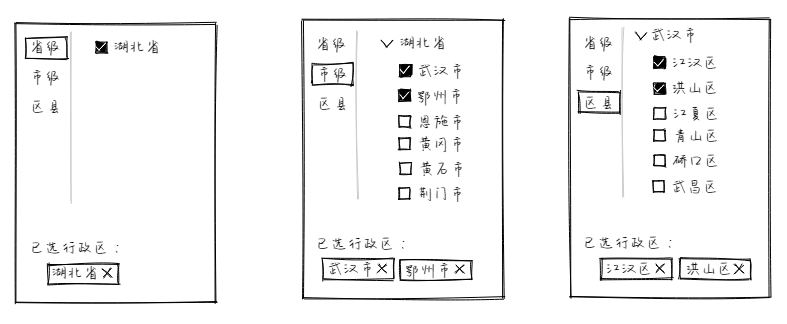 省级
湖北省
市级
区县
已选行政区：
湖北省×
省级
湖北省
市级
武汉市
区县
鄂州市
恩施市
黄冈市
黄石市
荆门市
已选行政区：
武汉市× 鄂州市×
省级
武汉市
市级
江汉区
区县
洪山区
江夏区
青山区
硚口区
武昌区
已选行政区：
江汉区× 洪山区×